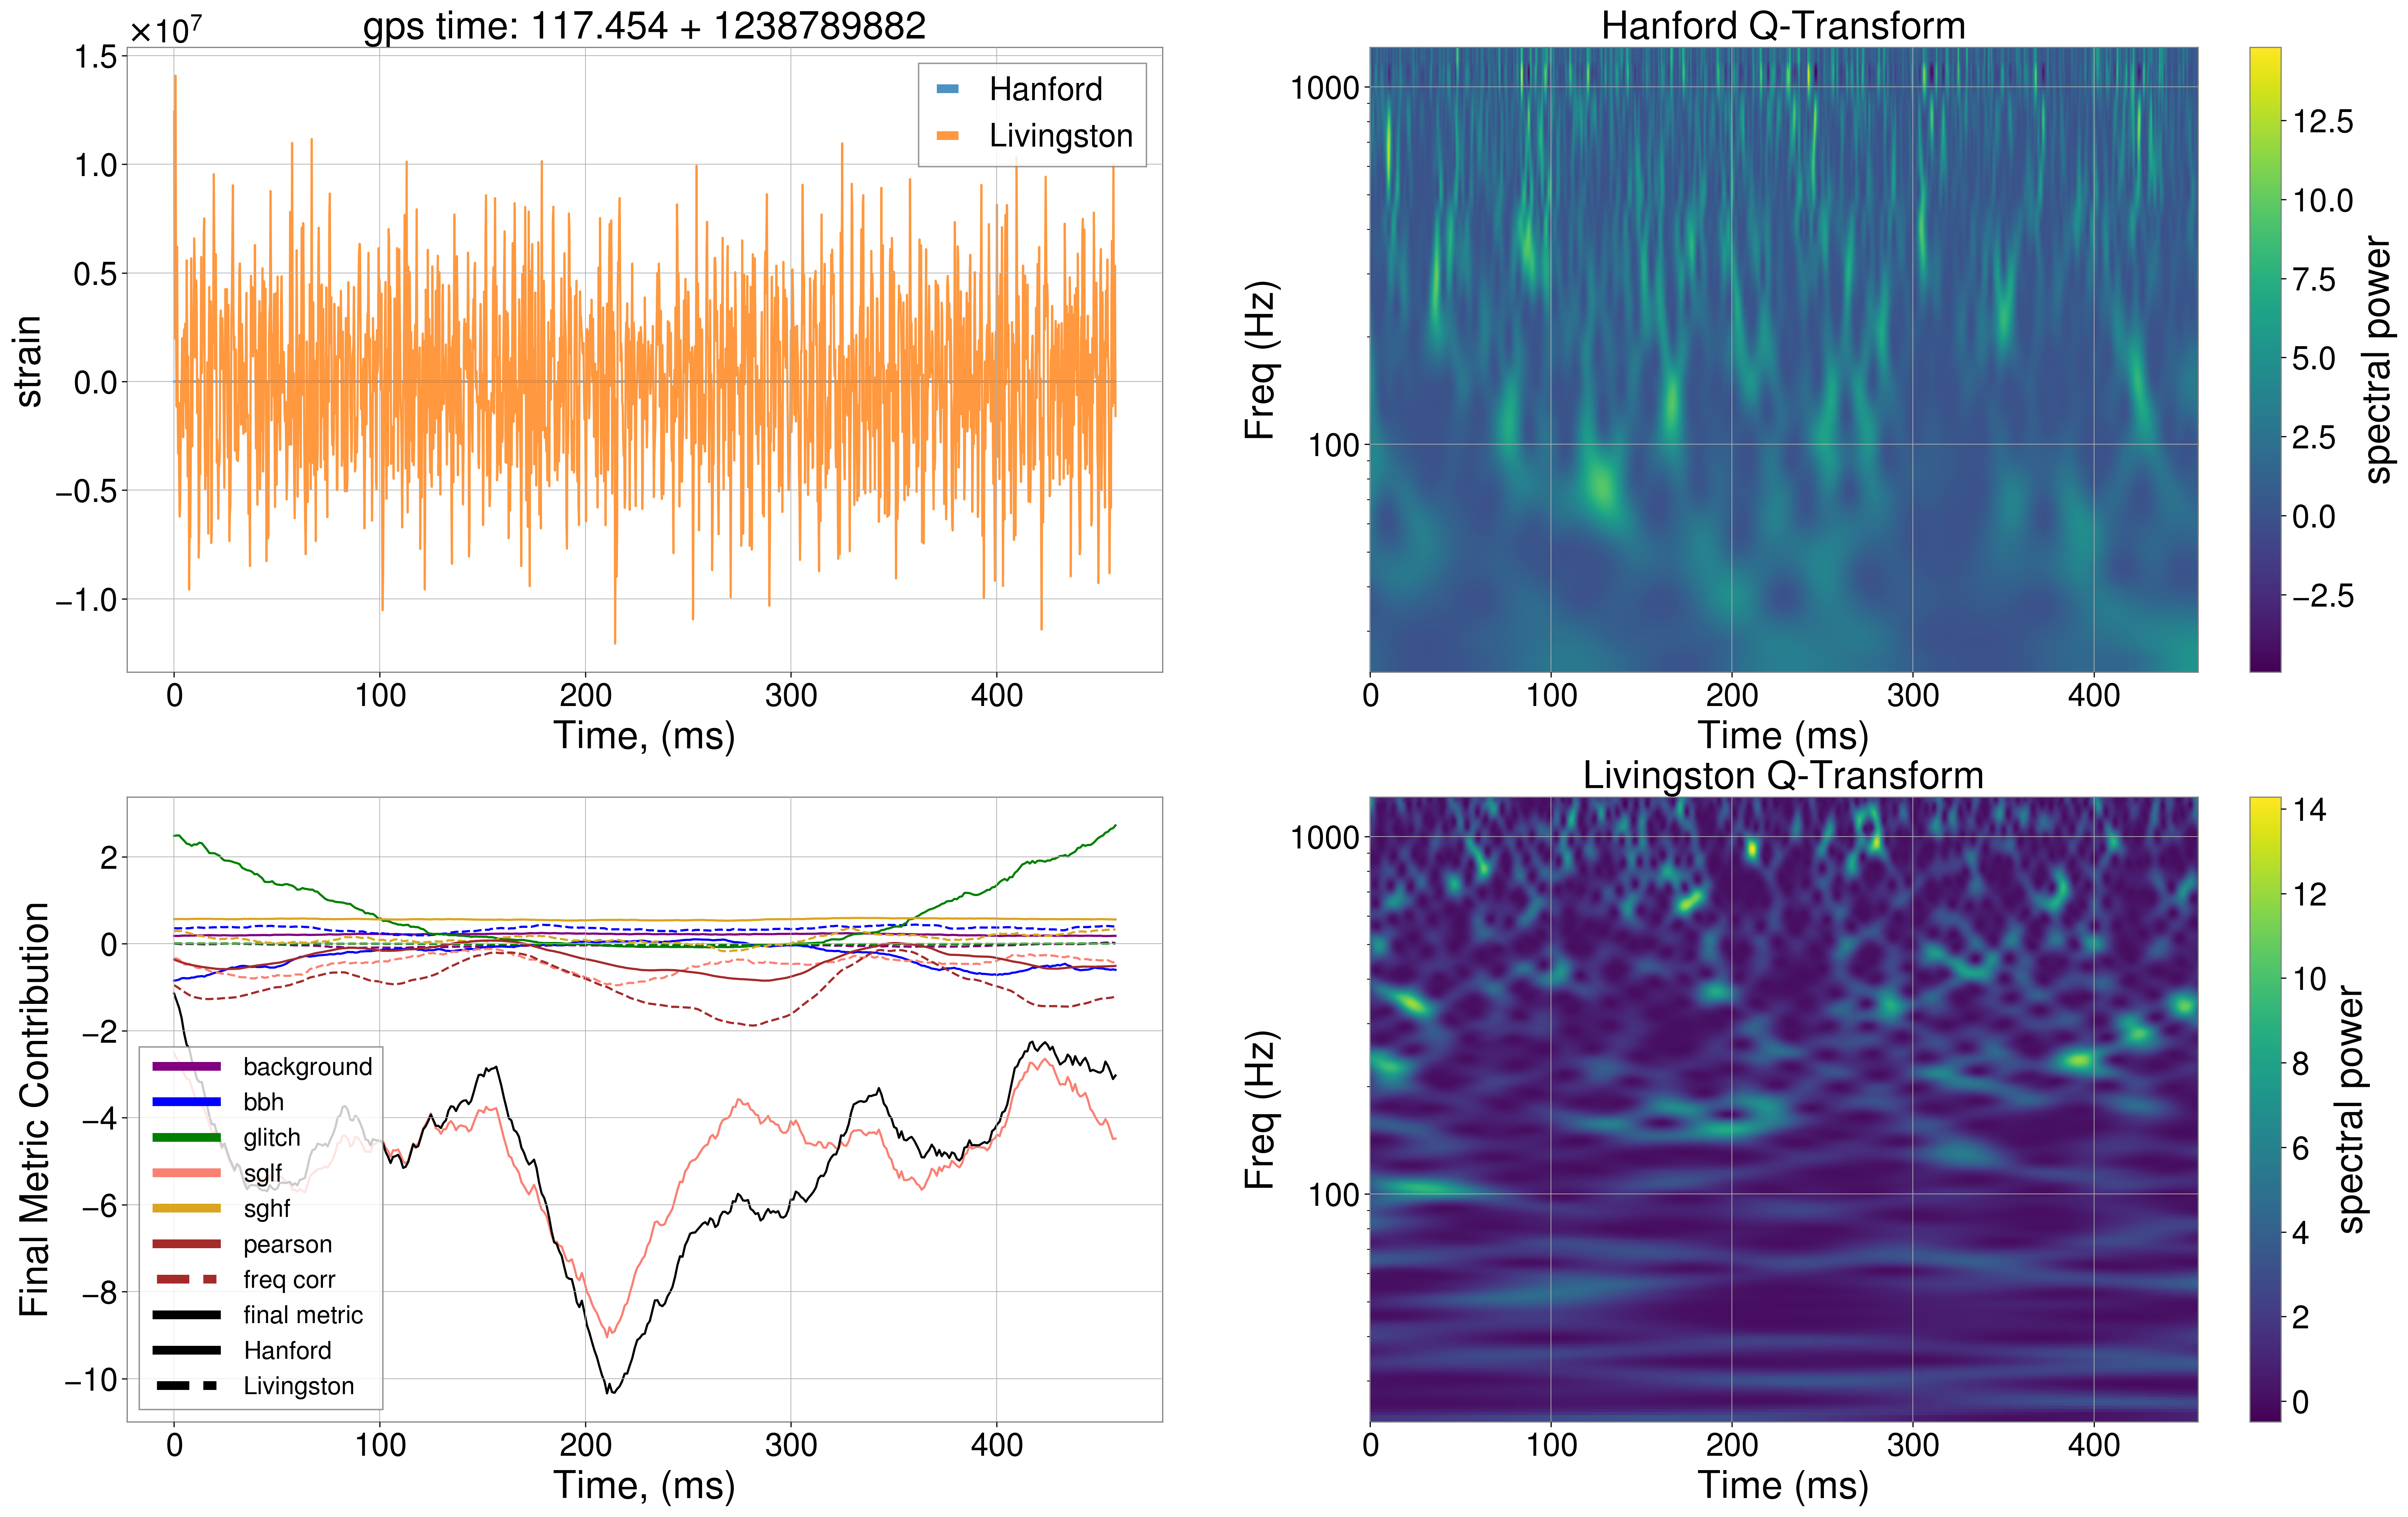 gps time: 117.454 + 1238789882
×10⁷
1.5
1.0
0.5
0.0
−0.5
−1.0
strain
Hanford
Livingston
0 100 200 300 400
Time, (ms)
Hanford Q-Transform
1000
100
Freq (Hz)
0 100 200 300 400
Time (ms)
12.5
10.0
7.5
5.0
2.5
0.0
−2.5
spectral power
2
0
−2
−4
−6
−8
−10
Final Metric Contribution
background
bbh
glitch
sglf
sghf
pearson
freq corr
final metric
Hanford
Livingston
0 100 200 300 400
Time, (ms)
Livingston Q-Transform
1000
100
Freq (Hz)
0 100 200 300 400
Time (ms)
14
12
10
8
6
4
2
0
spectral power